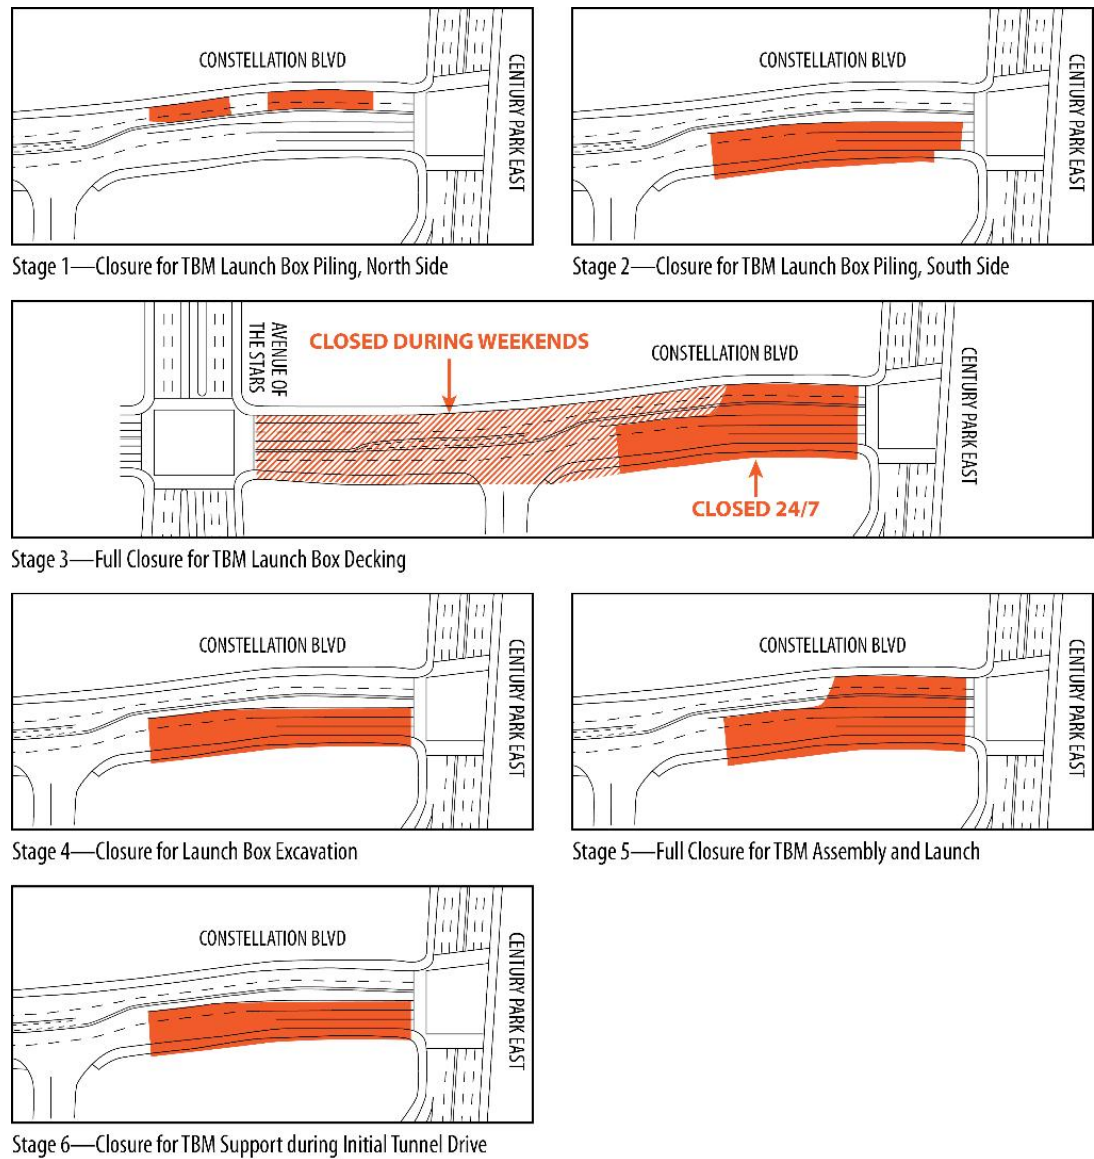 CONSTELLATION BLVD
CENTURY PARK EAST
Stage 1—Closure for TBM Launch Box Piling, North Side
CONSTELLATION BLVD
CENTURY PARK EAST
Stage 2—Closure for TBM Launch Box Piling, South Side
AVENUE OF
THE STARS
CLOSED DURING WEEKENDS
CONSTELLATION BLVD
CENTURY PARK EAST
CLOSED 24/7
Stage 3—Full Closure for TBM Launch Box Decking
CONSTELLATION BLVD
CENTURY PARK EAST
Stage 4—Closure for Launch Box Excavation
CONSTELLATION BLVD
CENTURY PARK EAST
Stage 5—Full Closure for TBM Assembly and Launch
CONSTELLATION BLVD
CENTURY PARK EAST
Stage 6—Closure for TBM Support during Initial Tunnel Drive